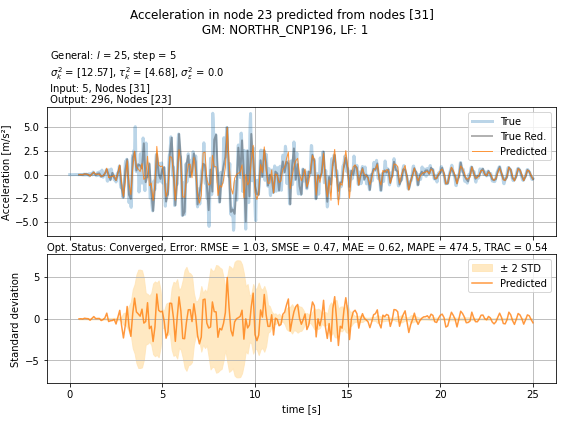 Acceleration in node 23 predicted from nodes [31]
GM: NORTHR_CNP196, LF: 1
General: l = 25, step = 5
σ²ₖ = [12.57], τ²ₖ = [4.68], σ²ε = 0.0
Input: 5, Nodes [31]
Output: 296, Nodes [23]
Acceleration [m/s²]
5.0
2.5
0.0
−2.5
−5.0
True
True Red.
Predicted
Opt. Status: Converged, Error: RMSE = 1.03, SMSE = 0.47, MAE = 0.62, MAPE = 474.5, TRAC = 0.54
Standard deviation
5
0
−5
± 2 STD
Predicted
0 5 10 15 20 25
time [s]